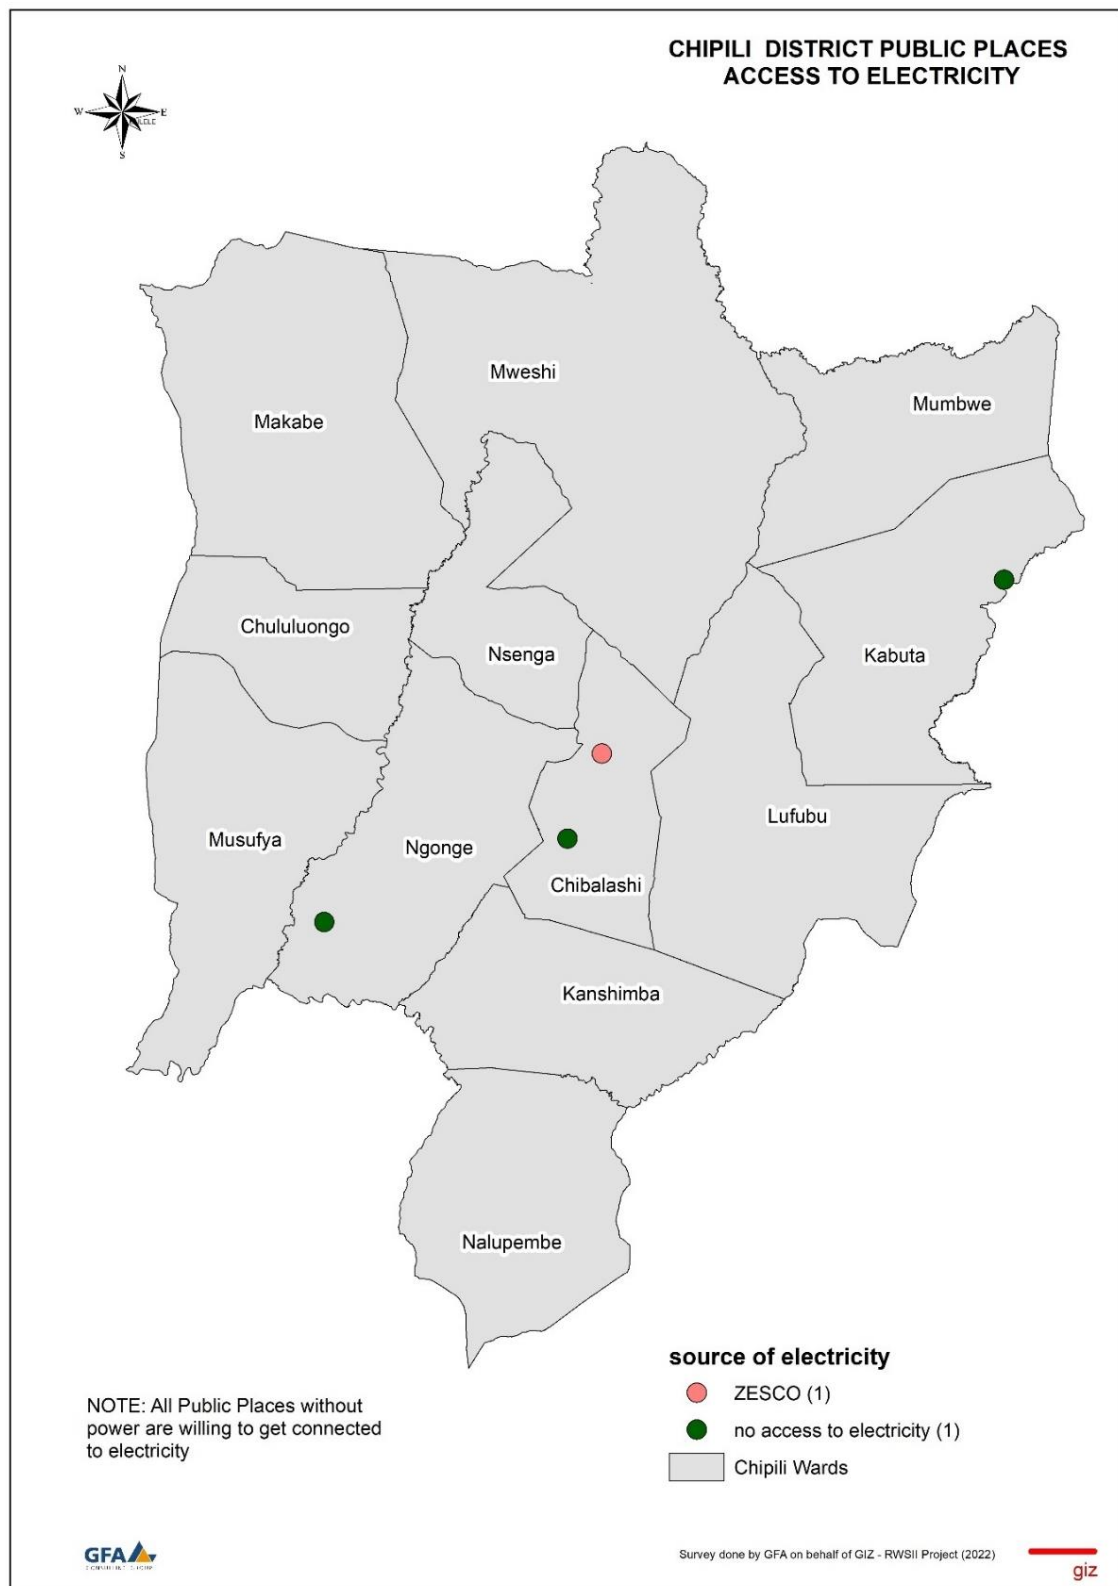 CHIPILI DISTRICT PUBLIC PLACES
ACCESS TO ELECTRICITY
N
W
E
S
Mweshi
Mumbwe
Makabe
Chululuongo
Nsenga
Kabuta
Lufubu
Musufya
Ngonge
Chibalashi
Kanshimba
Nalupembe
source of electricity
ZESCO (1)
no access to electricity (1)
Chipili Wards
NOTE: All Public Places without
power are willing to get connected
to electricity
GFA
Survey done by GFA on behalf of GIZ - RWSII Project (2022)
giz